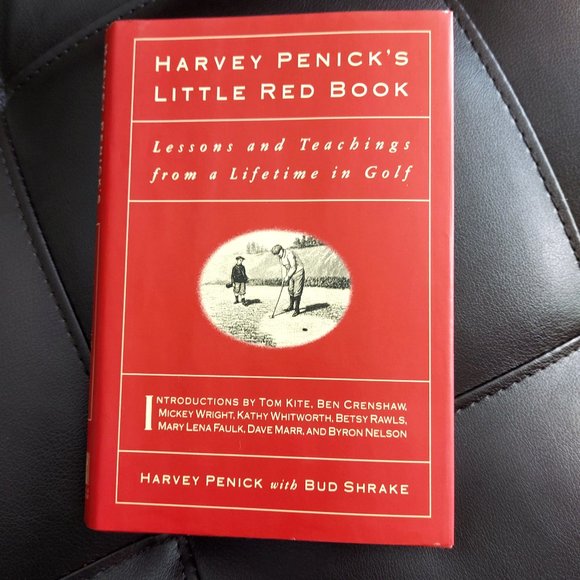 HARVEY PENICK'S
LITTLE RED BOOK
Lessons and Teachings
from a Lifetime in Golf
INTRODUCTIONS BY TOM KITE, BEN CRENSHAW,
MICKEY WRIGHT, KATHY WHITWORTH, BETSY RAWLS,
MARY LENA FAULK, DAVE MARR, AND BYRON NELSON
HARVEY PENICK with BUD SHRAKE